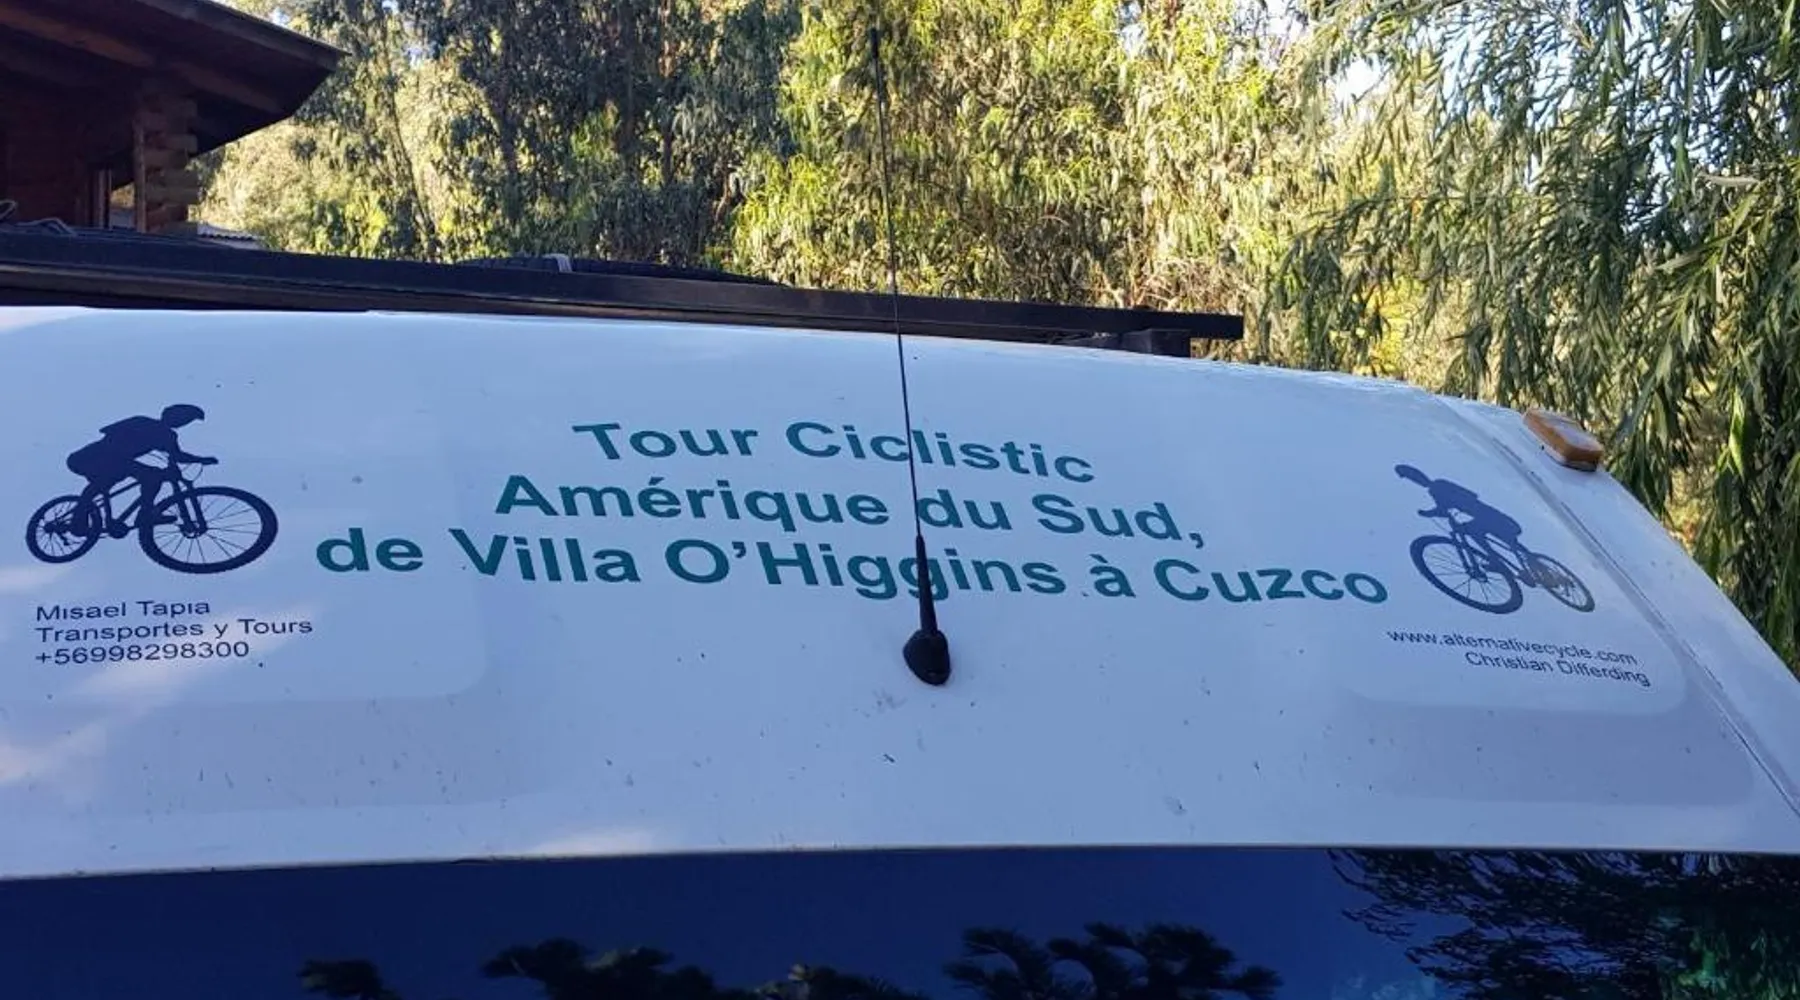 Tour Ciclistic
Amérique du Sud,
de Villa O'Higgins à Cuzco
Misael Tapia
Transportes y Tours
+56998298300
www.alternativecycle.com
Christian Differding